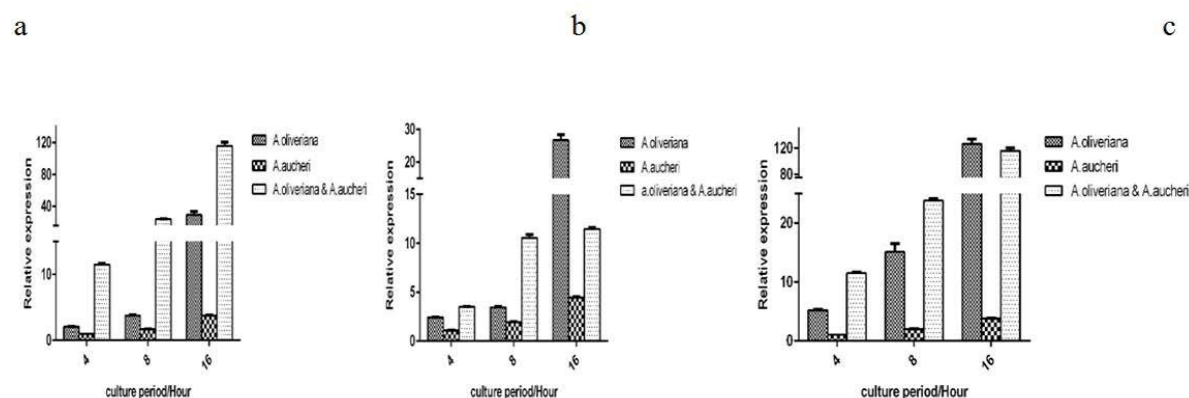 a
b
c
Relative expression
120
40
10
0
4
8
16
culture period/Hour
A.oliveriana
A.aucheri
A.oliveriana & A.aucheri
Relative expression
30
20
15
10
5
0
4
8
16
culture period/Hour
A.oliveriana
A.aucheri
a.oliveriana & A.aucheri
Relative expression
120
80
20
10
0
4
8
16
culture period/Hour
A.oliveriana
A.aucheri
A.oliveriana & A.aucheri